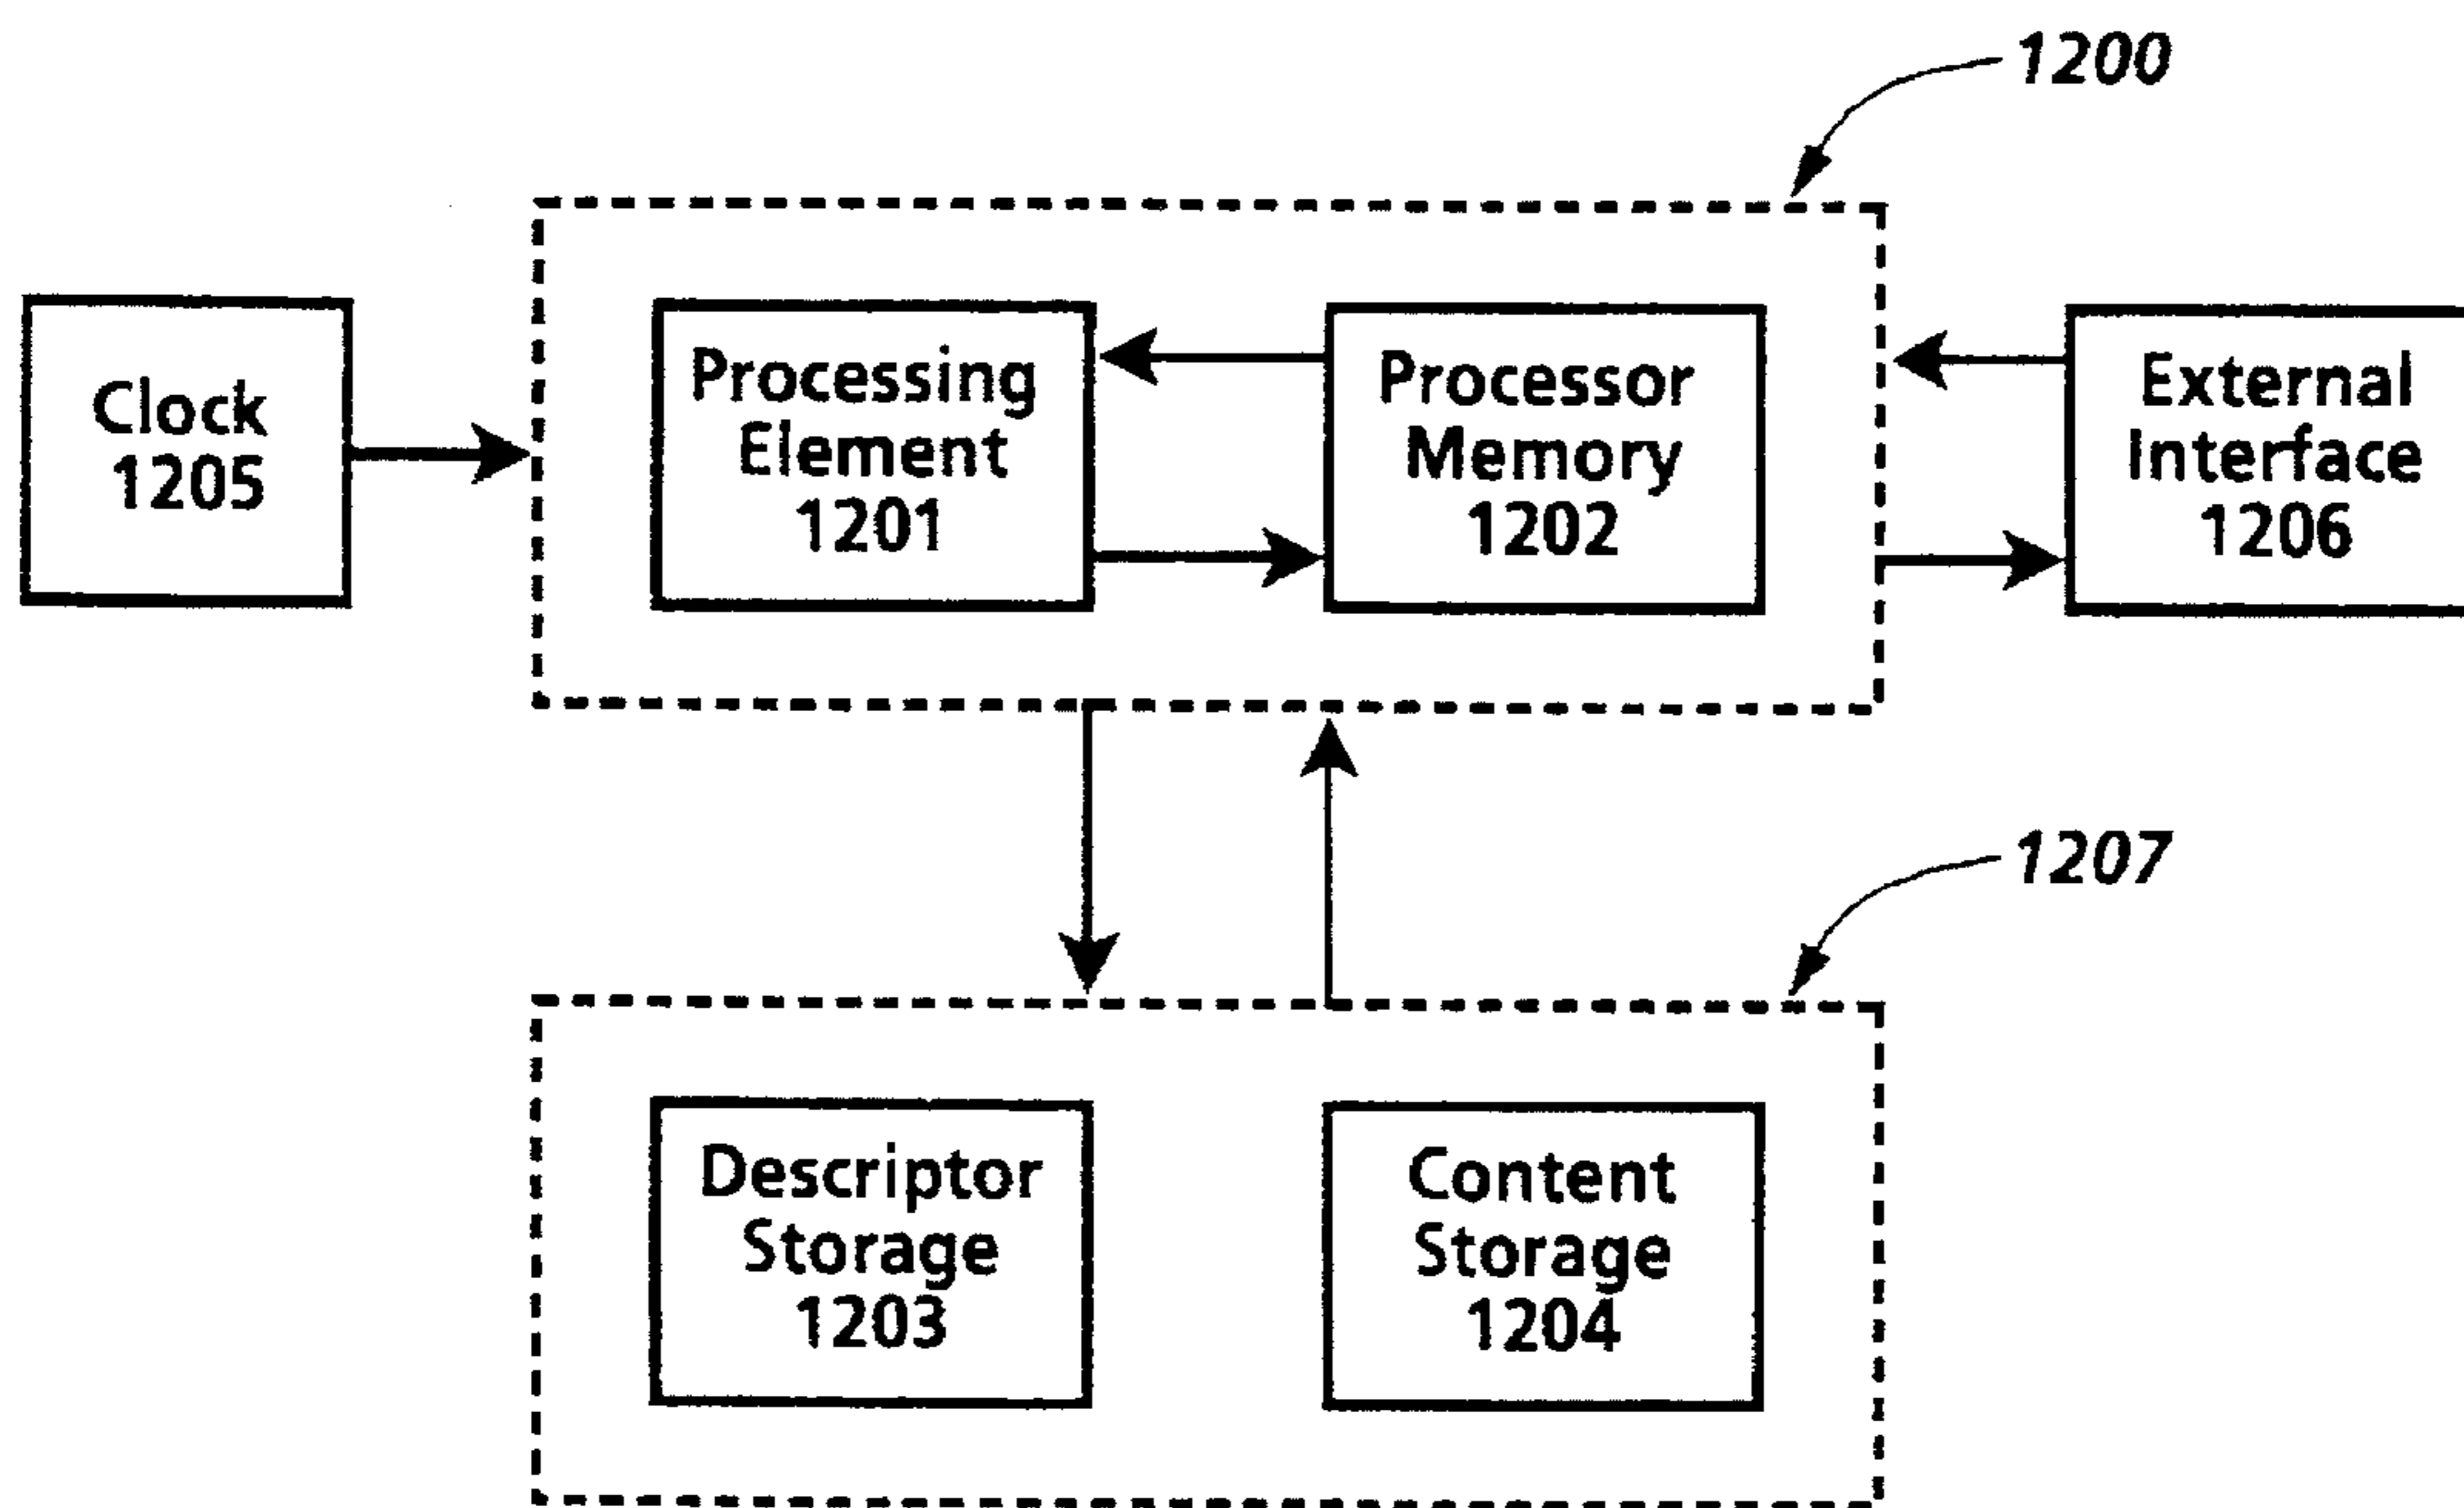 1200
Clock
1205
Processing
Element
1201
Processor
Memory
1202
External
Interface
1206
1207
Descriptor
Storage
1203
Content
Storage
1204